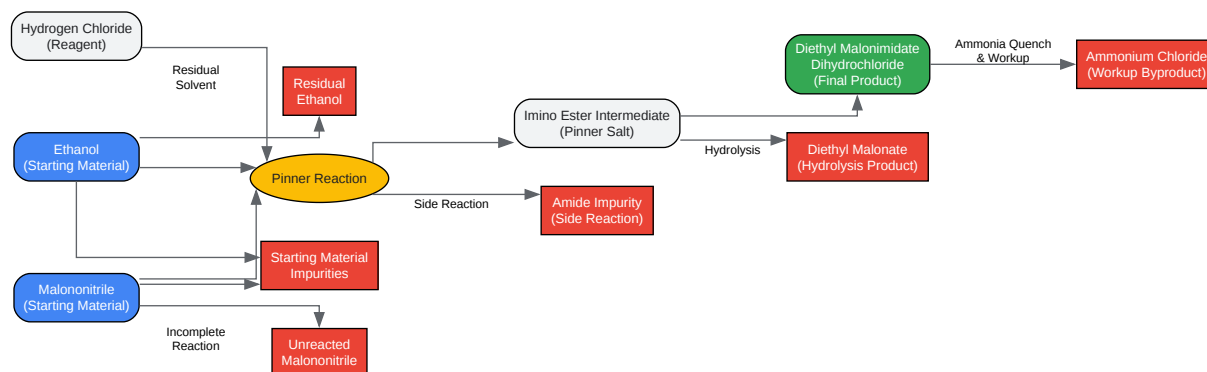 Hydrogen Chloride
(Reagent)
Residual
Solvent
Residual
Ethanol
Ethanol
(Starting Material)
Pinner Reaction
Starting Material
Impurities
Malononitrile
(Starting Material)
Incomplete
Reaction
Unreacted
Malononitrile
Imino Ester Intermediate
(Pinner Salt)
Side Reaction
Amide Impurity
(Side Reaction)
Diethyl Malonimidate
Dihydrochloride
(Final Product)
Hydrolysis
Diethyl Malonate
(Hydrolysis Product)
Ammonia Quench
& Workup
Ammonium Chloride
(Workup Byproduct)